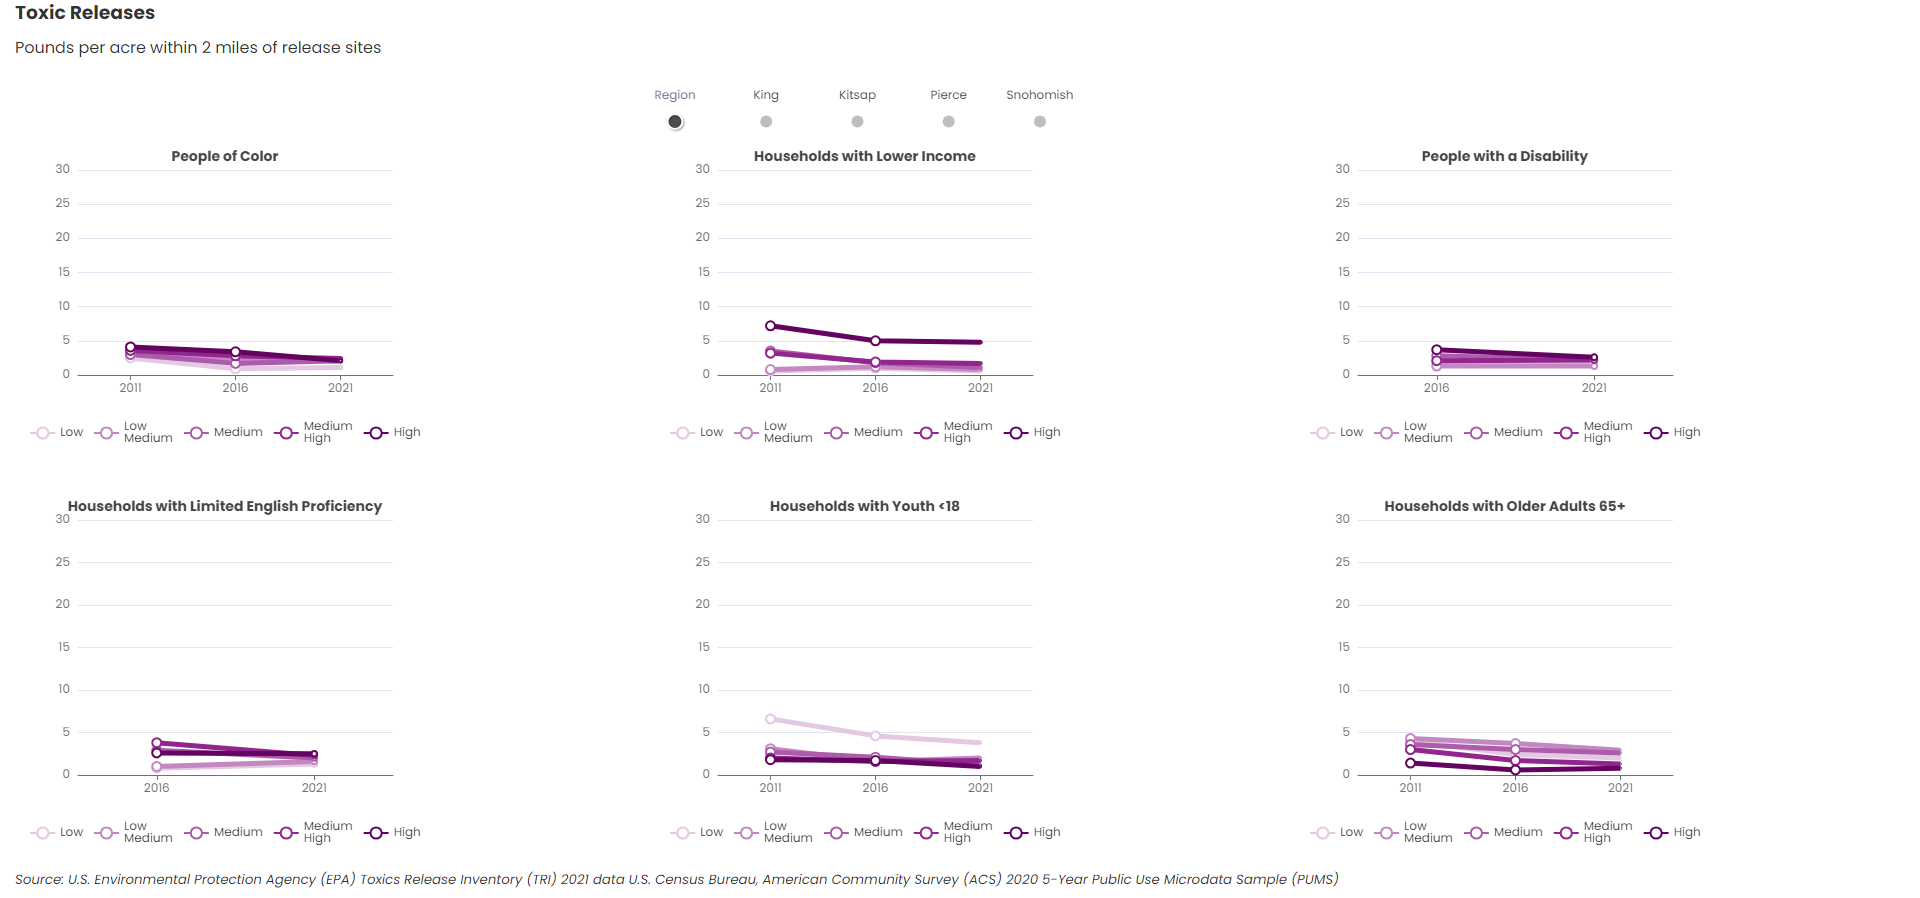 Toxic Releases
Pounds per acre within 2 miles of release sites
Region King Kitsap Pierce Snohomish
People of Color
30
25
20
15
10
5
0
2011 2016 2021
Low Low Medium Medium Medium High High
Households with Lower Income
30
25
20
15
10
5
0
2011 2016 2021
Low Low Medium Medium Medium High High
People with a Disability
30
25
20
15
10
5
0
2016 2021
Low Low Medium Medium Medium High High
Households with Limited English Proficiency
30
25
20
15
10
5
0
2016 2021
Low Low Medium Medium Medium High High
Households with Youth <18
30
25
20
15
10
5
0
2011 2016 2021
Low Low Medium Medium Medium High High
Households with Older Adults 65+
30
25
20
15
10
5
0
2011 2016 2021
Low Low Medium Medium Medium High High
Source: U.S. Environmental Protection Agency (EPA) Toxics Release Inventory (TRI) 2021 data U.S. Census Bureau, American Community Survey (ACS) 2020 5-Year Public Use Microdata Sample (PUMS)